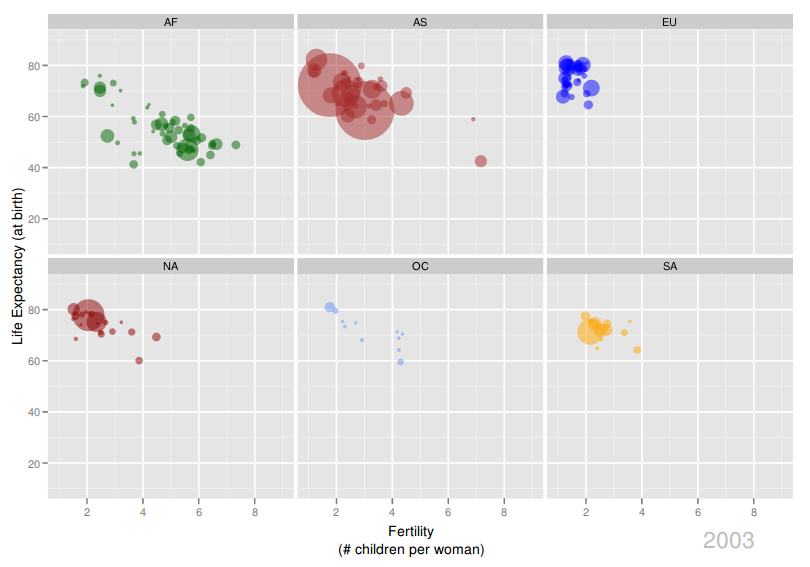 AF AS EU
80
60
40
20
NA OC SA
80
60
40
20
2 4 6 8 2 4 6 8 2 4 6 8
Life Expectancy (at birth)
Fertility
(# children per woman)
2003